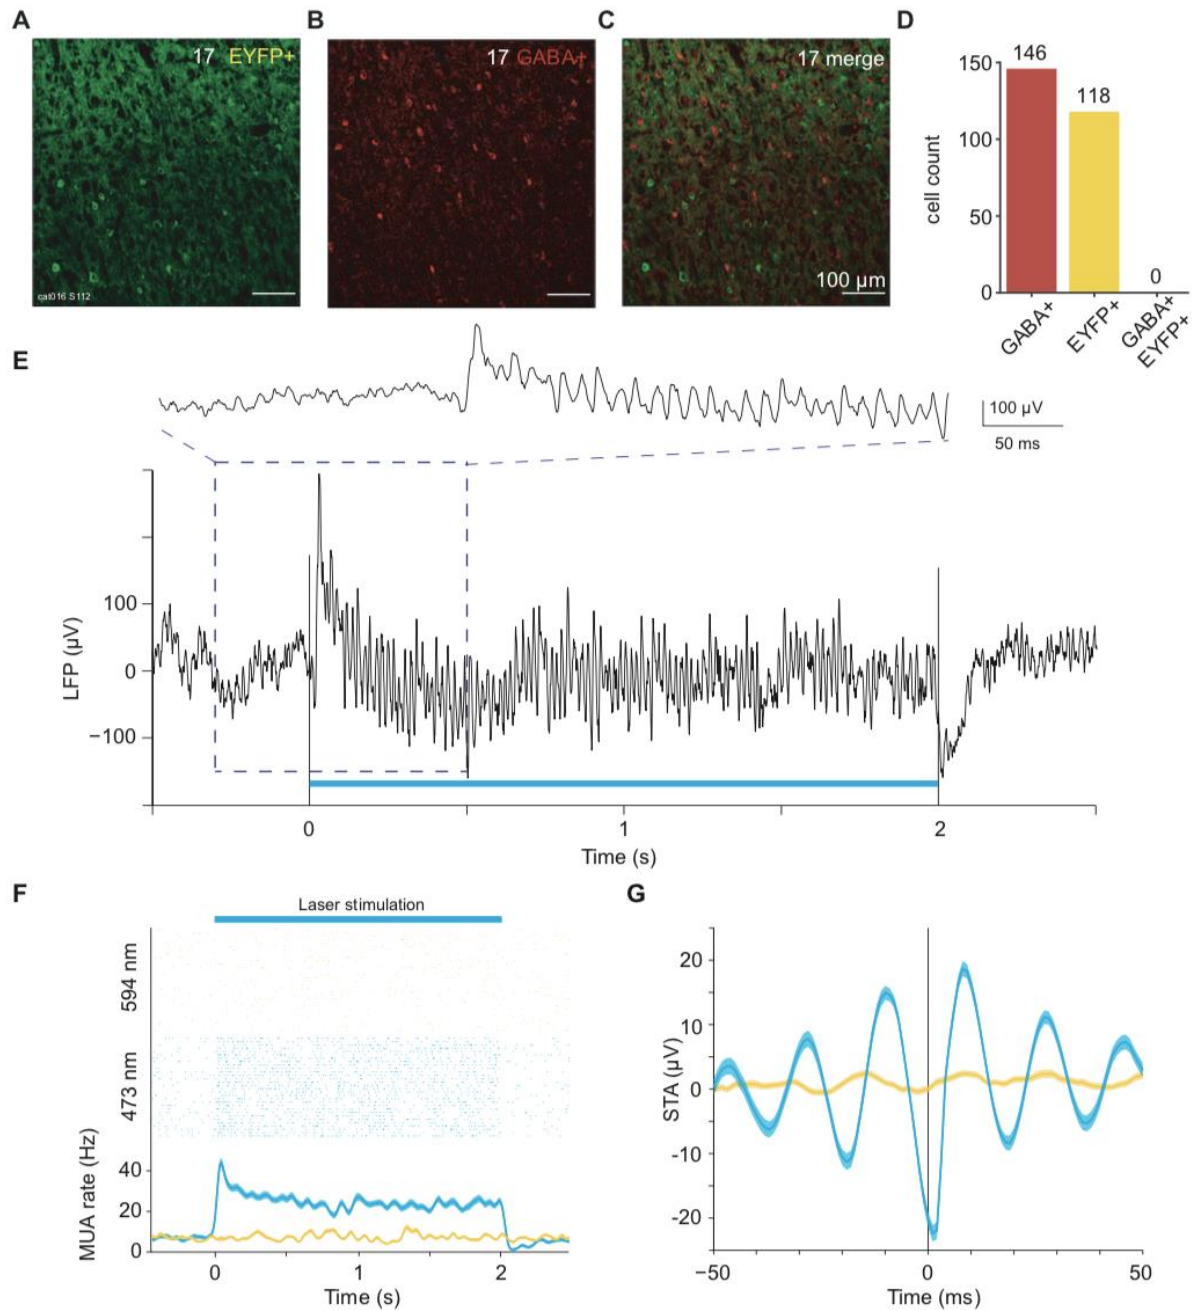 A
17 EYFP+
cat016 S112
B
17 GABA+
C
17 merge
100 µm
D
150
100
50
0
cell count
146
118
0
GABA+
EYFP+
GABA+
EYFP+
E
100 µV
50 ms
100
0
−100
LFP (µV)
0
1
2
Time (s)
F
Laser stimulation
594 nm
473 nm
40
20
0
MUA rate (Hz)
0
1
2
Time (s)
G
20
10
0
-10
-20
STA (µV)
−50
0
50
Time (ms)